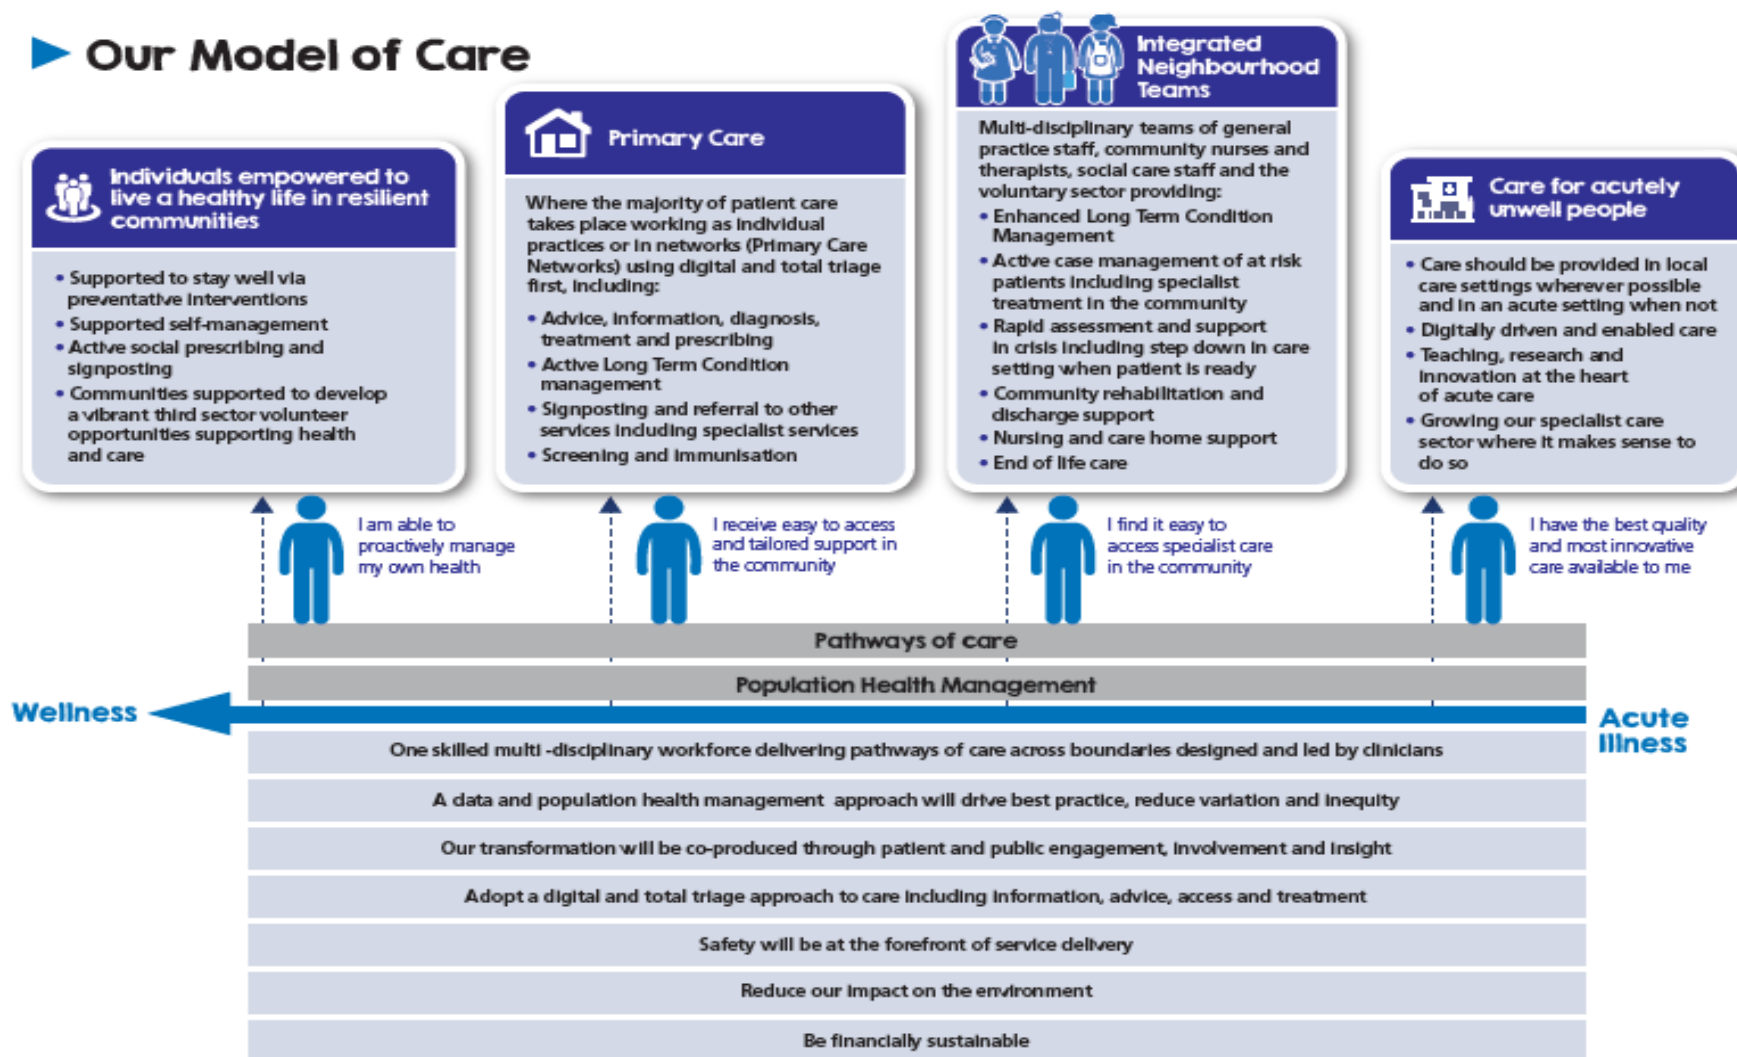 Our Model of Care
Individuals empowered to
live a healthy life in resilient
communities
• Supported to stay well via
preventative interventions
• Supported self-management
• Active social prescribing and
signposting
• Communities supported to develop
a vibrant third sector volunteer
opportunities supporting health
and care
Primary Care
Where the majority of patient care
takes place working as individual
practices or in networks (Primary Care
Networks) using digital and total triage
first, including:
• Advice, information, diagnosis,
treatment and prescribing
• Active Long Term Condition
management
• Signposting and referral to other
services including specialist services
• Screening and immunisation
Integrated
Neighbourhood
Teams
Multi-disciplinary teams of general
practice staff, community nurses and
therapists, social care staff and the
voluntary sector providing:
• Enhanced Long Term Condition
Management
• Active case management of at risk
patients including specialist
treatment in the community
• Rapid assessment and support
in crisis including step down in care
setting when patient is ready
• Community rehabilitation and
discharge support
• Nursing and care home support
• End of life care
Care for acutely
unwell people
• Care should be provided in local
care settings wherever possible
and in an acute setting when not
• Digitally driven and enabled care
• Teaching, research and
innovation at the heart
of acute care
• Growing our specialist care
sector where it makes sense to
do so
I am able to
proactively manage
my own health
I receive easy to access
and tailored support in
the community
I find it easy to
access specialist care
in the community
I have the best quality
and most innovative
care available to me
Pathways of care
Population Health Management
Wellness
Acute
Illness
One skilled multi -disciplinary workforce delivering pathways of care across boundaries designed and led by clinicians
A data and population health management approach will drive best practice, reduce variation and inequity
Our transformation will be co-produced through patient and public engagement, involvement and insight
Adopt a digital and total triage approach to care including information, advice, access and treatment
Safety will be at the forefront of service delivery
Reduce our impact on the environment
Be financially sustainable